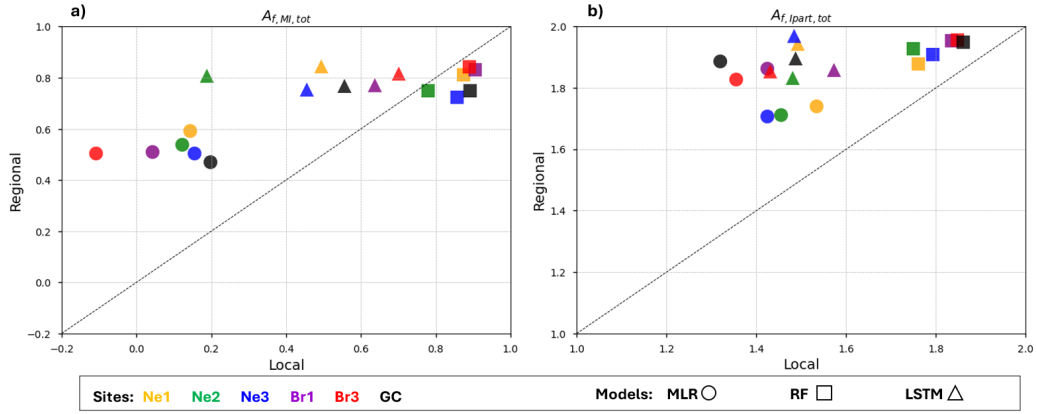 a)
A_f, MI, tot
1.0
0.8
0.6
0.4
0.2
0.0
−0.2
Regional
−0.2 0.0 0.2 0.4 0.6 0.8 1.0
Local
b)
A_f, Ipart, tot
2.0
1.8
1.6
1.4
1.2
1.0
Regional
1.0 1.2 1.4 1.6 1.8 2.0
Local
Sites: Ne1 Ne2 Ne3 Br1 Br3 GC Models: MLR RF LSTM